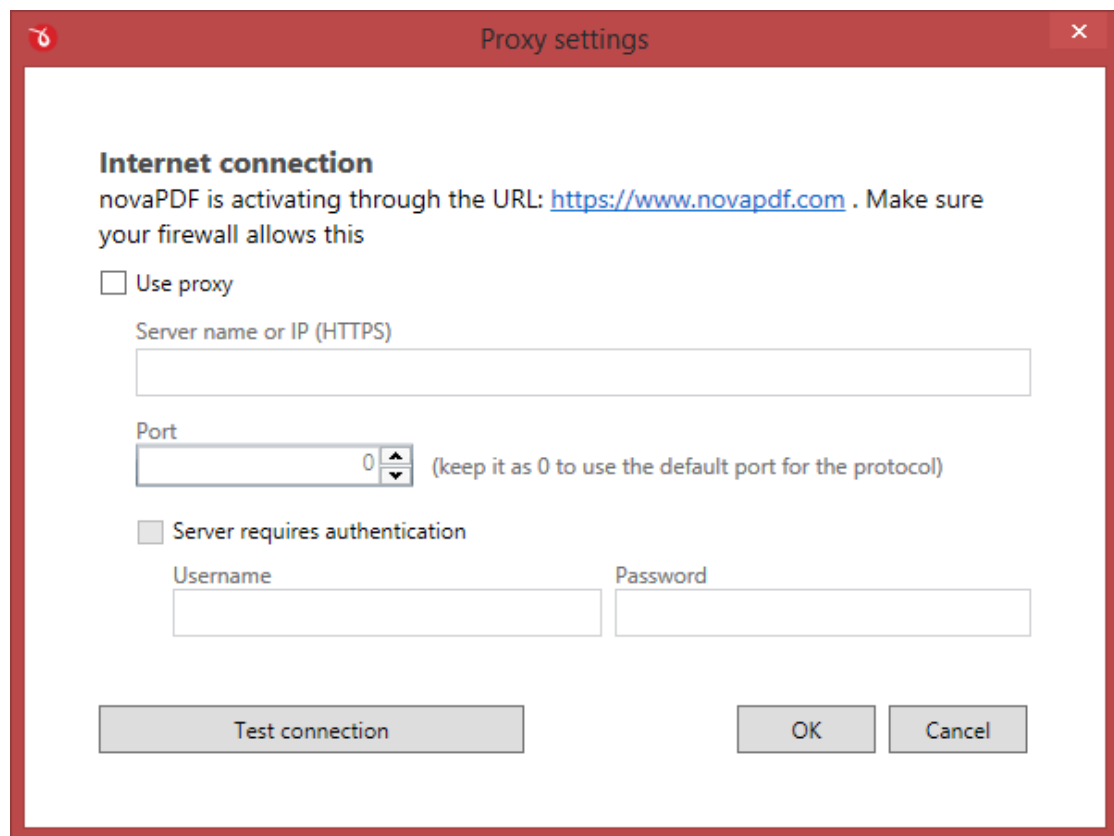 Proxy settings
Internet connection
novaPDF is activating through the URL: https://www.novapdf.com . Make sure
your firewall allows this
Use proxy
Server name or IP (HTTPS)
Port
0 (keep it as 0 to use the default port for the protocol)
Server requires authentication
Username Password
Test connection OK Cancel